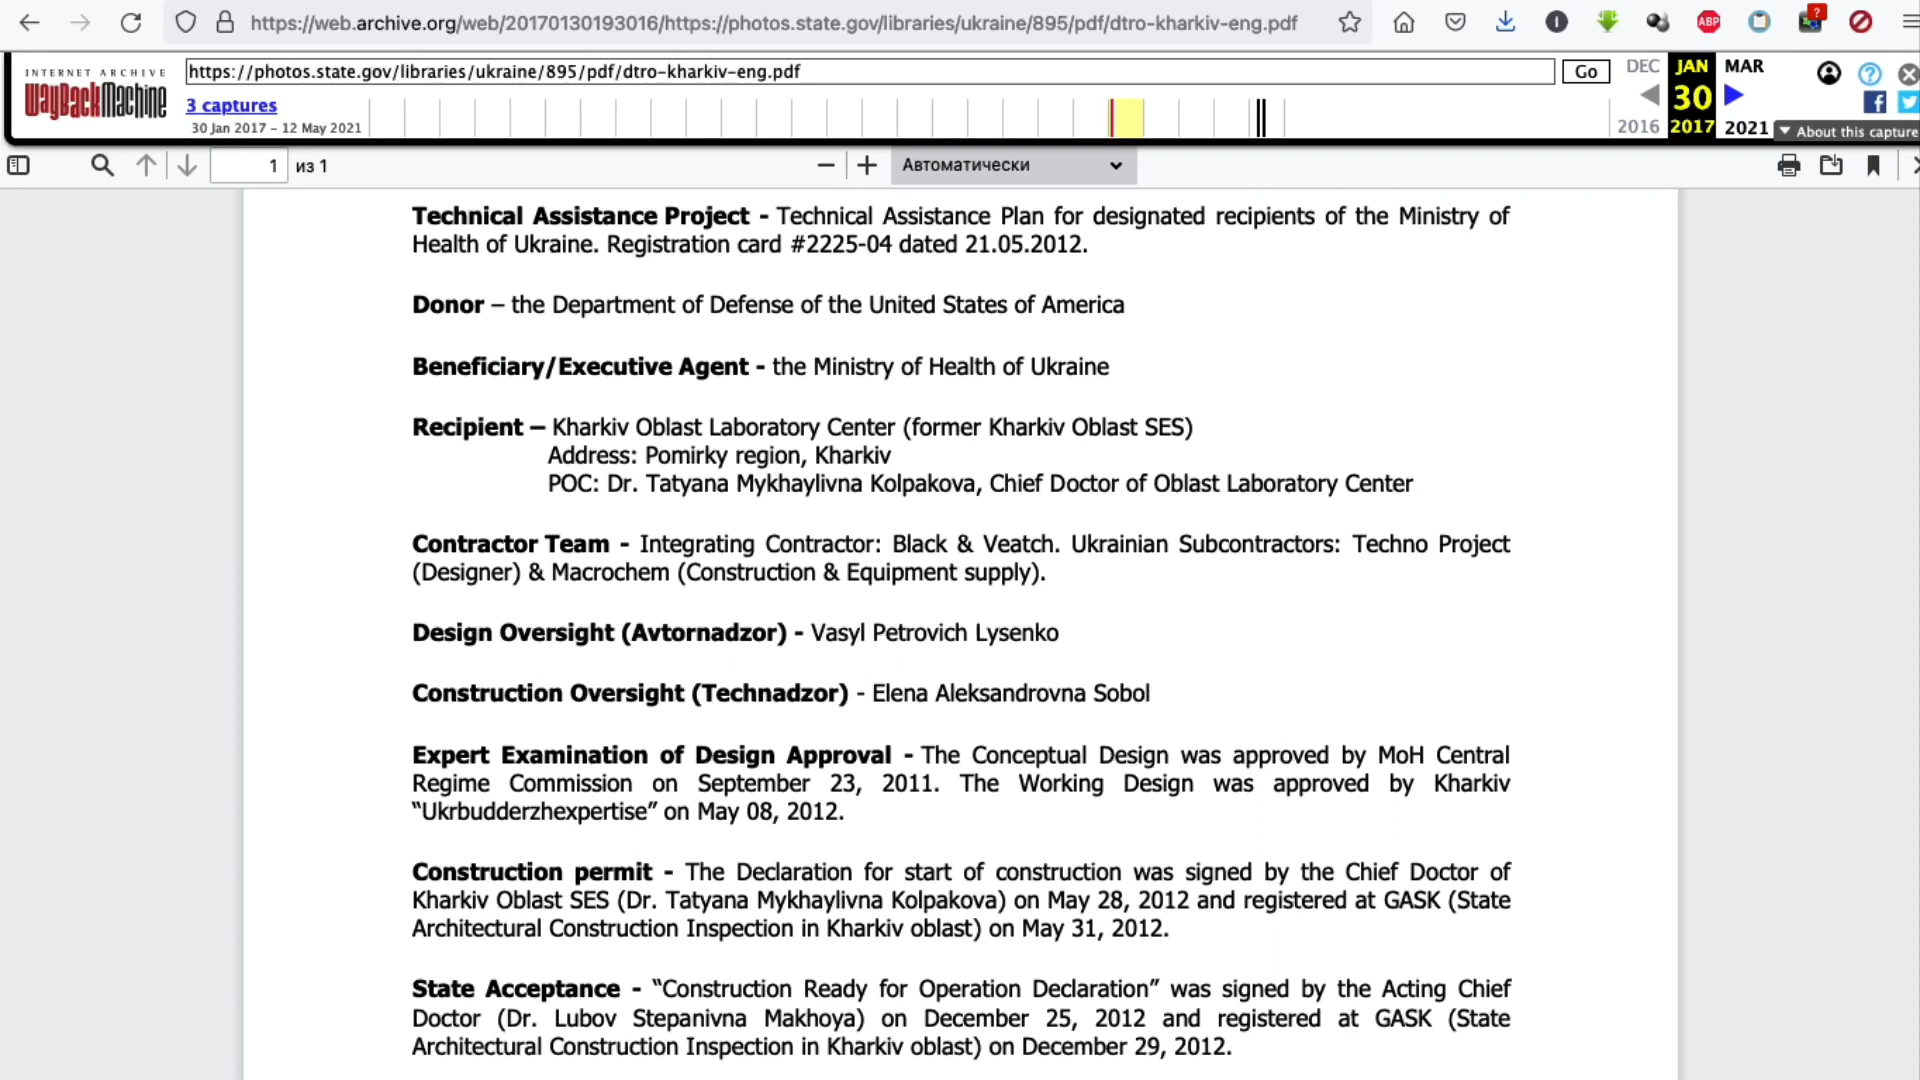 https://web.archive.org/web/20170130193016/https://photos.state.gov/libraries/ukraine/895/pdf/dtro-kharkiv-eng.pdf
ABP
?
INTERNET ARCHIVE
WayBackMachine
https://photos.state.gov/libraries/ukraine/895/pdf/dtro-kharkiv-eng.pdf
Go
DEC
JAN
MAR
3 captures
30
30 Jan 2017 – 12 May 2021
2016
2017
2021
About this capture
1
из 1
Автоматически
Technical Assistance Project - Technical Assistance Plan for designated recipients of the Ministry of
Health of Ukraine. Registration card #2225-04 dated 21.05.2012.
Donor – the Department of Defense of the United States of America
Beneficiary/Executive Agent - the Ministry of Health of Ukraine
Recipient – Kharkiv Oblast Laboratory Center (former Kharkiv Oblast SES)
Address: Pomirky region, Kharkiv
POC: Dr. Tatyana Mykhaylivna Kolpakova, Chief Doctor of Oblast Laboratory Center
Contractor Team - Integrating Contractor: Black & Veatch. Ukrainian Subcontractors: Techno Project
(Designer) & Macrochem (Construction & Equipment supply).
Design Oversight (Avtornadzor) - Vasyl Petrovich Lysenko
Construction Oversight (Technadzor) - Elena Aleksandrovna Sobol
Expert Examination of Design Approval - The Conceptual Design was approved by MoH Central
Regime Commission on September 23, 2011. The Working Design was approved by Kharkiv
“Ukrbudderzhexpertise” on May 08, 2012.
Construction permit - The Declaration for start of construction was signed by the Chief Doctor of
Kharkiv Oblast SES (Dr. Tatyana Mykhaylivna Kolpakova) on May 28, 2012 and registered at GASK (State
Architectural Construction Inspection in Kharkiv oblast) on May 31, 2012.
State Acceptance - “Construction Ready for Operation Declaration” was signed by the Acting Chief
Doctor (Dr. Lubov Stepanivna Makhoya) on December 25, 2012 and registered at GASK (State
Architectural Construction Inspection in Kharkiv oblast) on December 29, 2012.